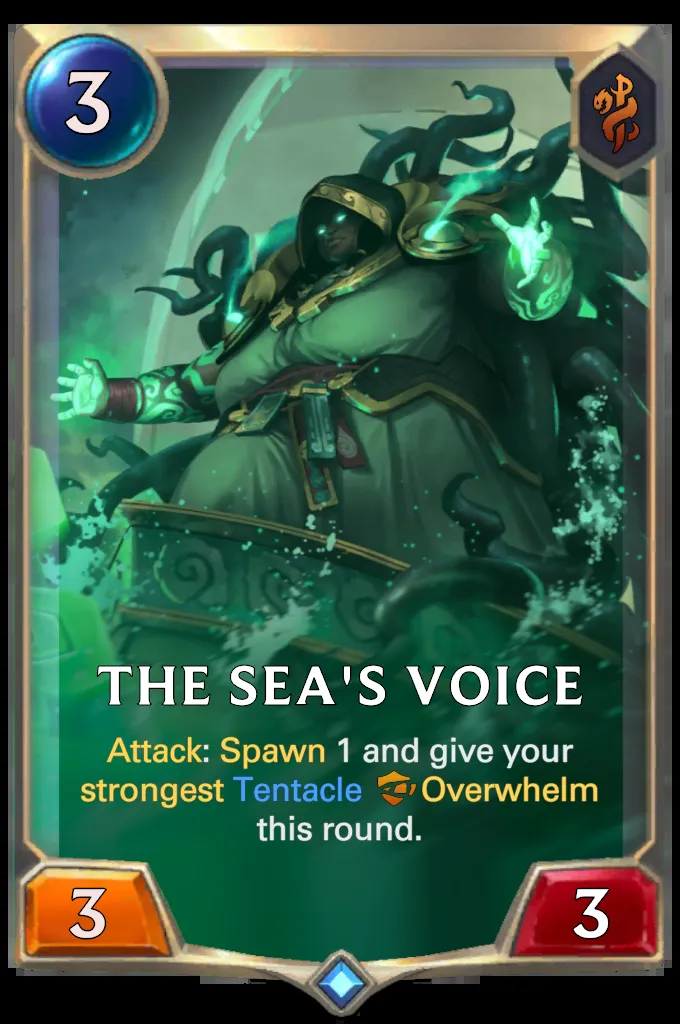 3
THE SEA'S VOICE
Attack: Spawn 1 and give your
strongest Tentacle Overwhelm
this round.
3
3